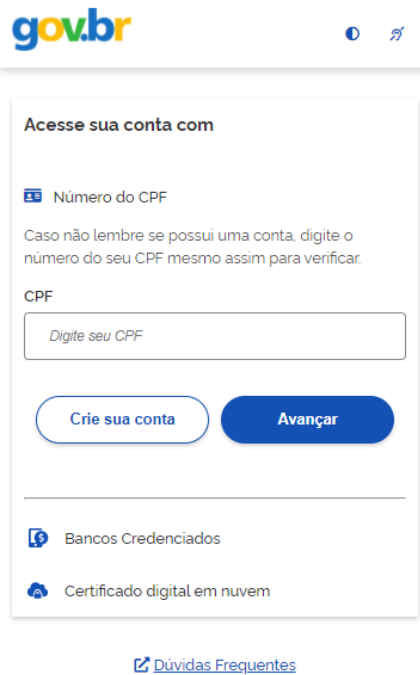 gov.br
Acesse sua conta com
Número do CPF
Caso não lembre se possui uma conta, digite o
número do seu CPF mesmo assim para verificar.
CPF
Digite seu CPF
Crie sua conta
Avançar
Bancos Credenciados
Certificado digital em nuvem
Dúvidas Frequentes